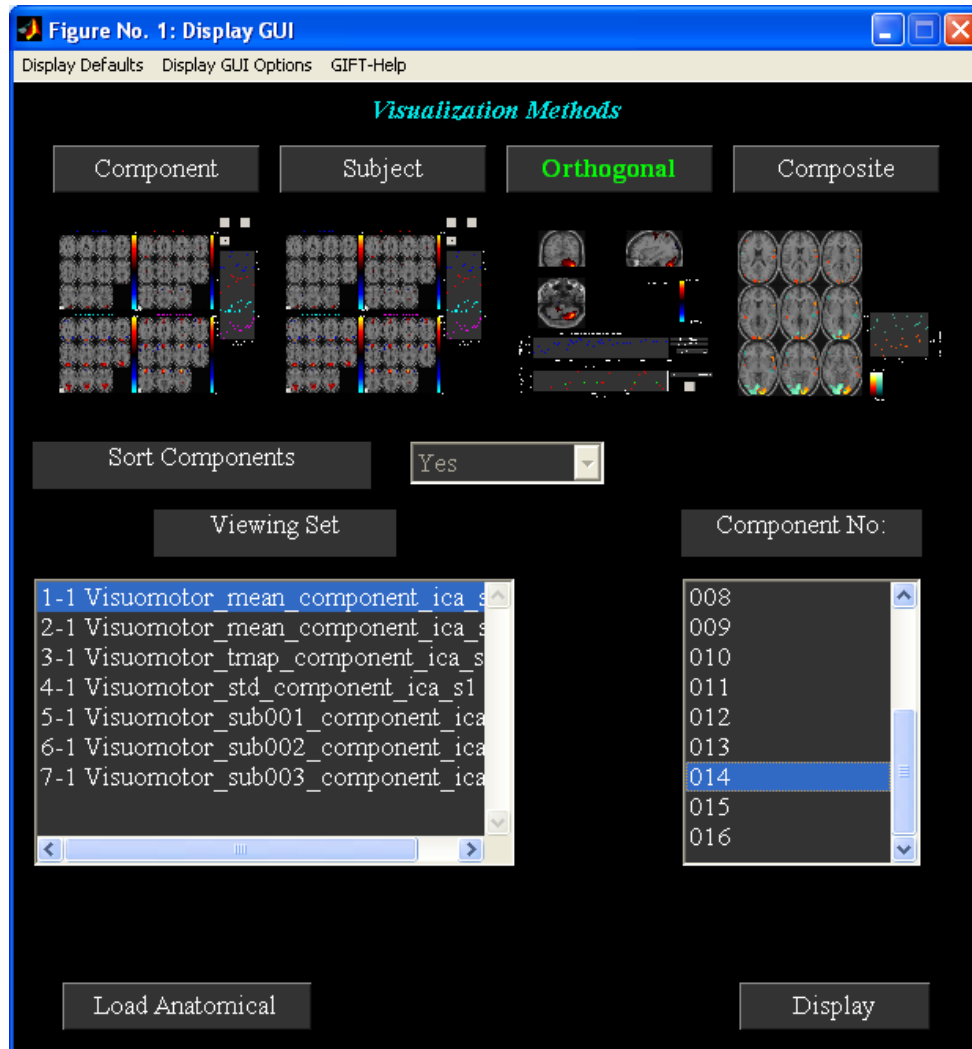 Figure No. 1: Display GUI
Display Defaults Display GUI Options GIFT-Help
Visualization Methods
Component Subject Orthogonal Composite
Sort Components Yes
Viewing Set Component No:
1-1 Visuomotor_mean_component_ica_s
2-1 Visuomotor_mean_component_ica_s
3-1 Visuomotor_tmap_component_ica_s
4-1 Visuomotor_std_component_ica_s1
5-1 Visuomotor_sub001_component_ica
6-1 Visuomotor_sub002_component_ica
7-1 Visuomotor_sub003_component_ica
008
009
010
011
012
013
014
015
016
Load Anatomical Display